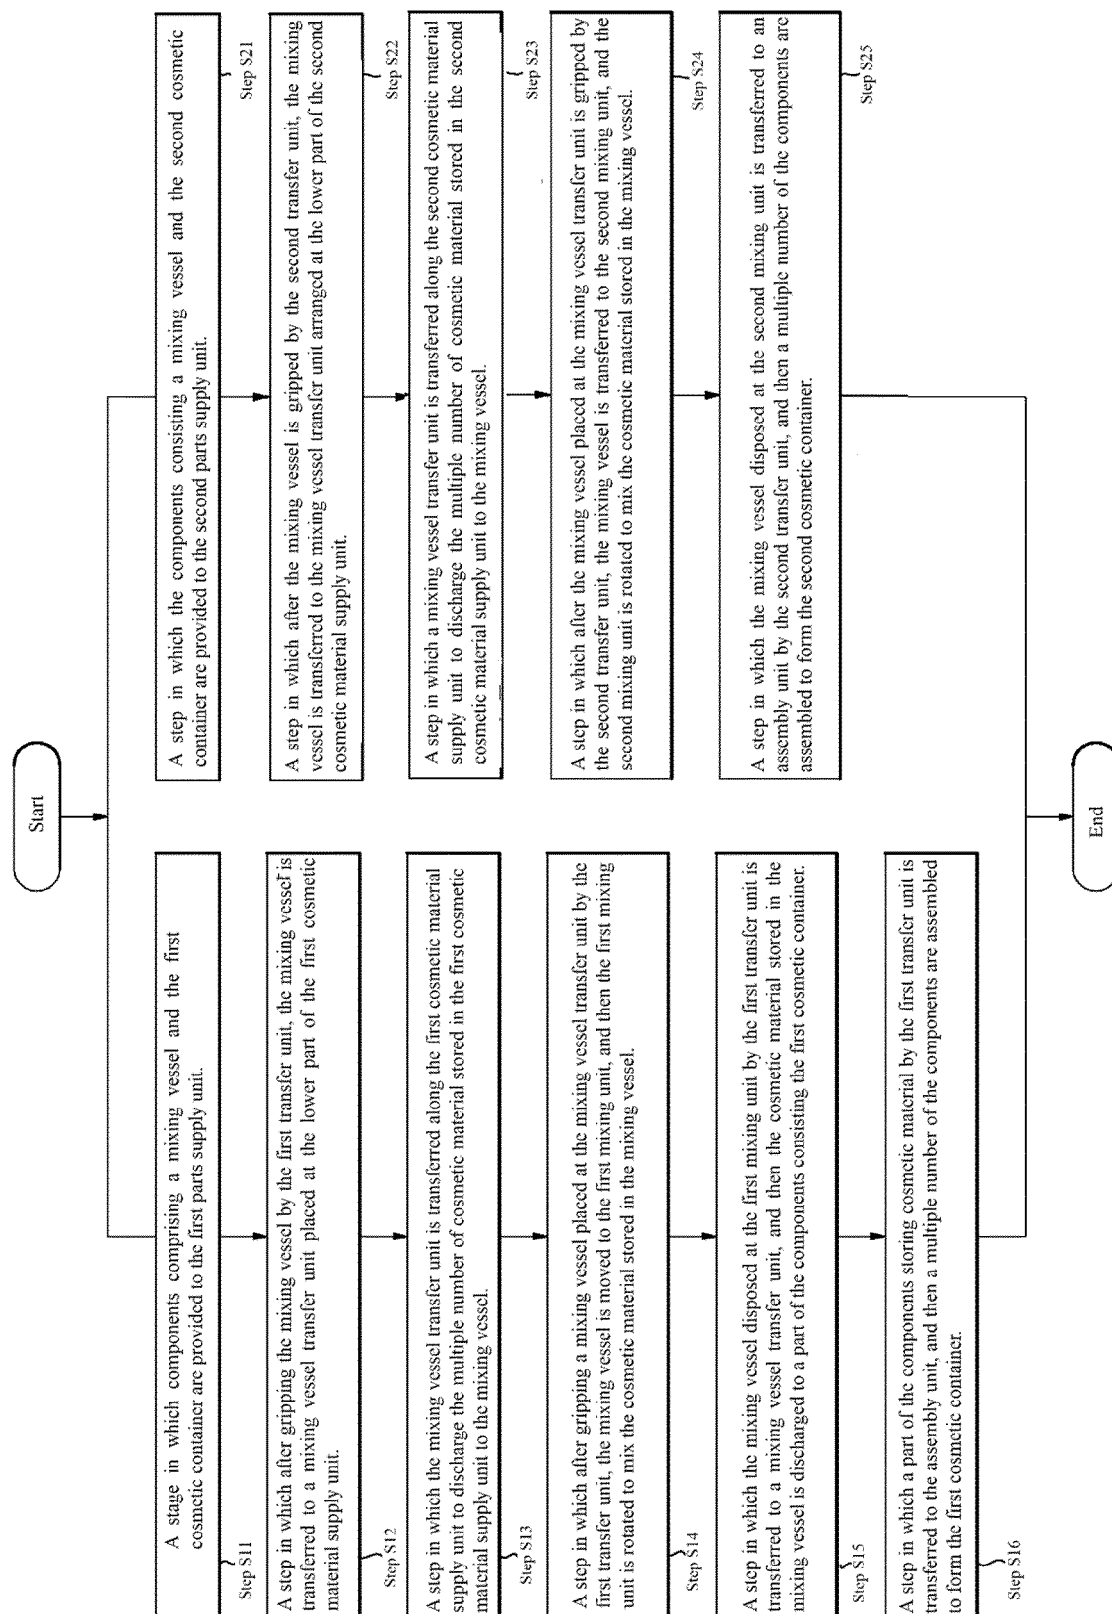 Start
A stage in which components comprising a mixing vessel and the first
cosmetic container are provided to the first parts supply unit.
Step S11
A step in which after gripping the mixing vessel by the first transfer unit, the mixing vessel is
transferred to a mixing vessel transfer unit placed at the lower part of the first cosmetic
material supply unit.
Step S12
A step in which the mixing vessel transfer unit is transferred along the first cosmetic material
supply unit to discharge the multiple number of cosmetic material stored in the first cosmetic
material supply unit to the mixing vessel.
Step S13
A step in which after gripping a mixing vessel placed at the mixing vessel transfer unit by the
first transfer unit, the mixing vessel is moved to the first mixing unit, and then the first mixing
unit is rotated to mix the cosmetic material stored in the mixing vessel.
Step S14
A step in which the mixing vessel disposed at the first mixing unit by the first transfer unit is
transferred to a mixing vessel transfer unit, and then the cosmetic material stored in the
mixing vessel is discharged to a part of the components consisting the first cosmetic container.
Step S15
A step in which a part of the components storing cosmetic material by the first transfer unit is
transferred to the assembly unit, and then a multiple number of the components are assembled
to form the first cosmetic container.
Step S16
A step in which the components consisting a mixing vessel and the second cosmetic
container are provided to the second parts supply unit.
Step S21
A step in which after the mixing vessel is gripped by the second transfer unit, the mixing
vessel is transferred to the mixing vessel transfer unit arranged at the lower part of the second
cosmetic material supply unit.
Step S22
A step in which a mixing vessel transfer unit is transferred along the second cosmetic material
supply unit to discharge the multiple number of cosmetic material stored in the second
cosmetic material supply unit to the mixing vessel.
Step S23
A step in which after the mixing vessel placed at the mixing vessel transfer unit is gripped by
the second transfer unit, the mixing vessel is transferred to the second mixing unit, and the
second mixing unit is rotated to mix the cosmetic material stored in the mixing vessel.
Step S24
A step in which the mixing vessel disposed at the second mixing unit is transferred to an
assembly unit by the second transfer unit, and then a multiple number of the components are
assembled to form the second cosmetic container.
Step S25
End